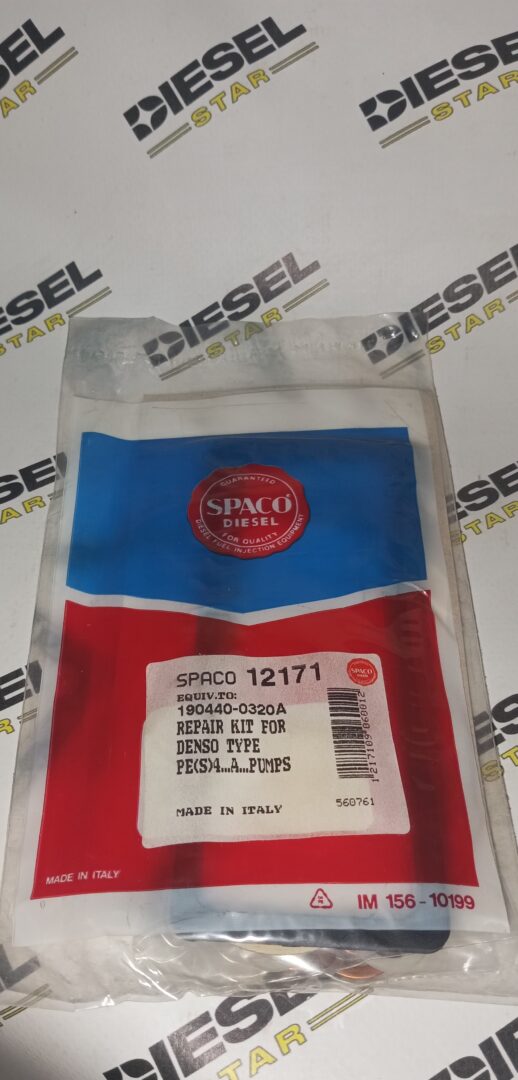 DIESEL
STAR
DIESEL
STAR
DIESEL
STAR
DIESEL
STAR
DIESEL
STAR
DIESEL
STAR
GUARANTEED
SPACO
DIESEL
FOR QUALITY
DIESEL FUEL INJECTION EQUIPMENT
SPACO 12171
EQUIV.TO:
190440-0320A
REPAIR KIT FOR
DENSO TYPE
PE(S)4...A...PUMPS
MADE IN ITALY
560761
SPACO
MADE IN ITALY
IM 156-10199
DIESEL
STAR